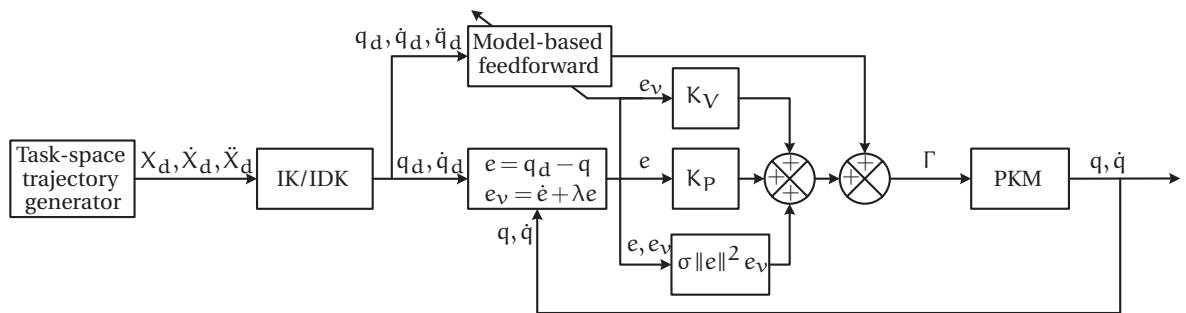 q_d, q̇_d, q̈_d
Model-based
feedforward
e_v
K_V
Task-space
trajectory
generator
X_d, Ẋ_d, Ẍ_d
IK/IDK
q_d, q̇_d
e = q_d − q
e_v = ė + λe
e
K_P
+
+
+
+
+
Γ
PKM
q, q̇
q, q̇
e, e_v
σ‖e‖² e_v